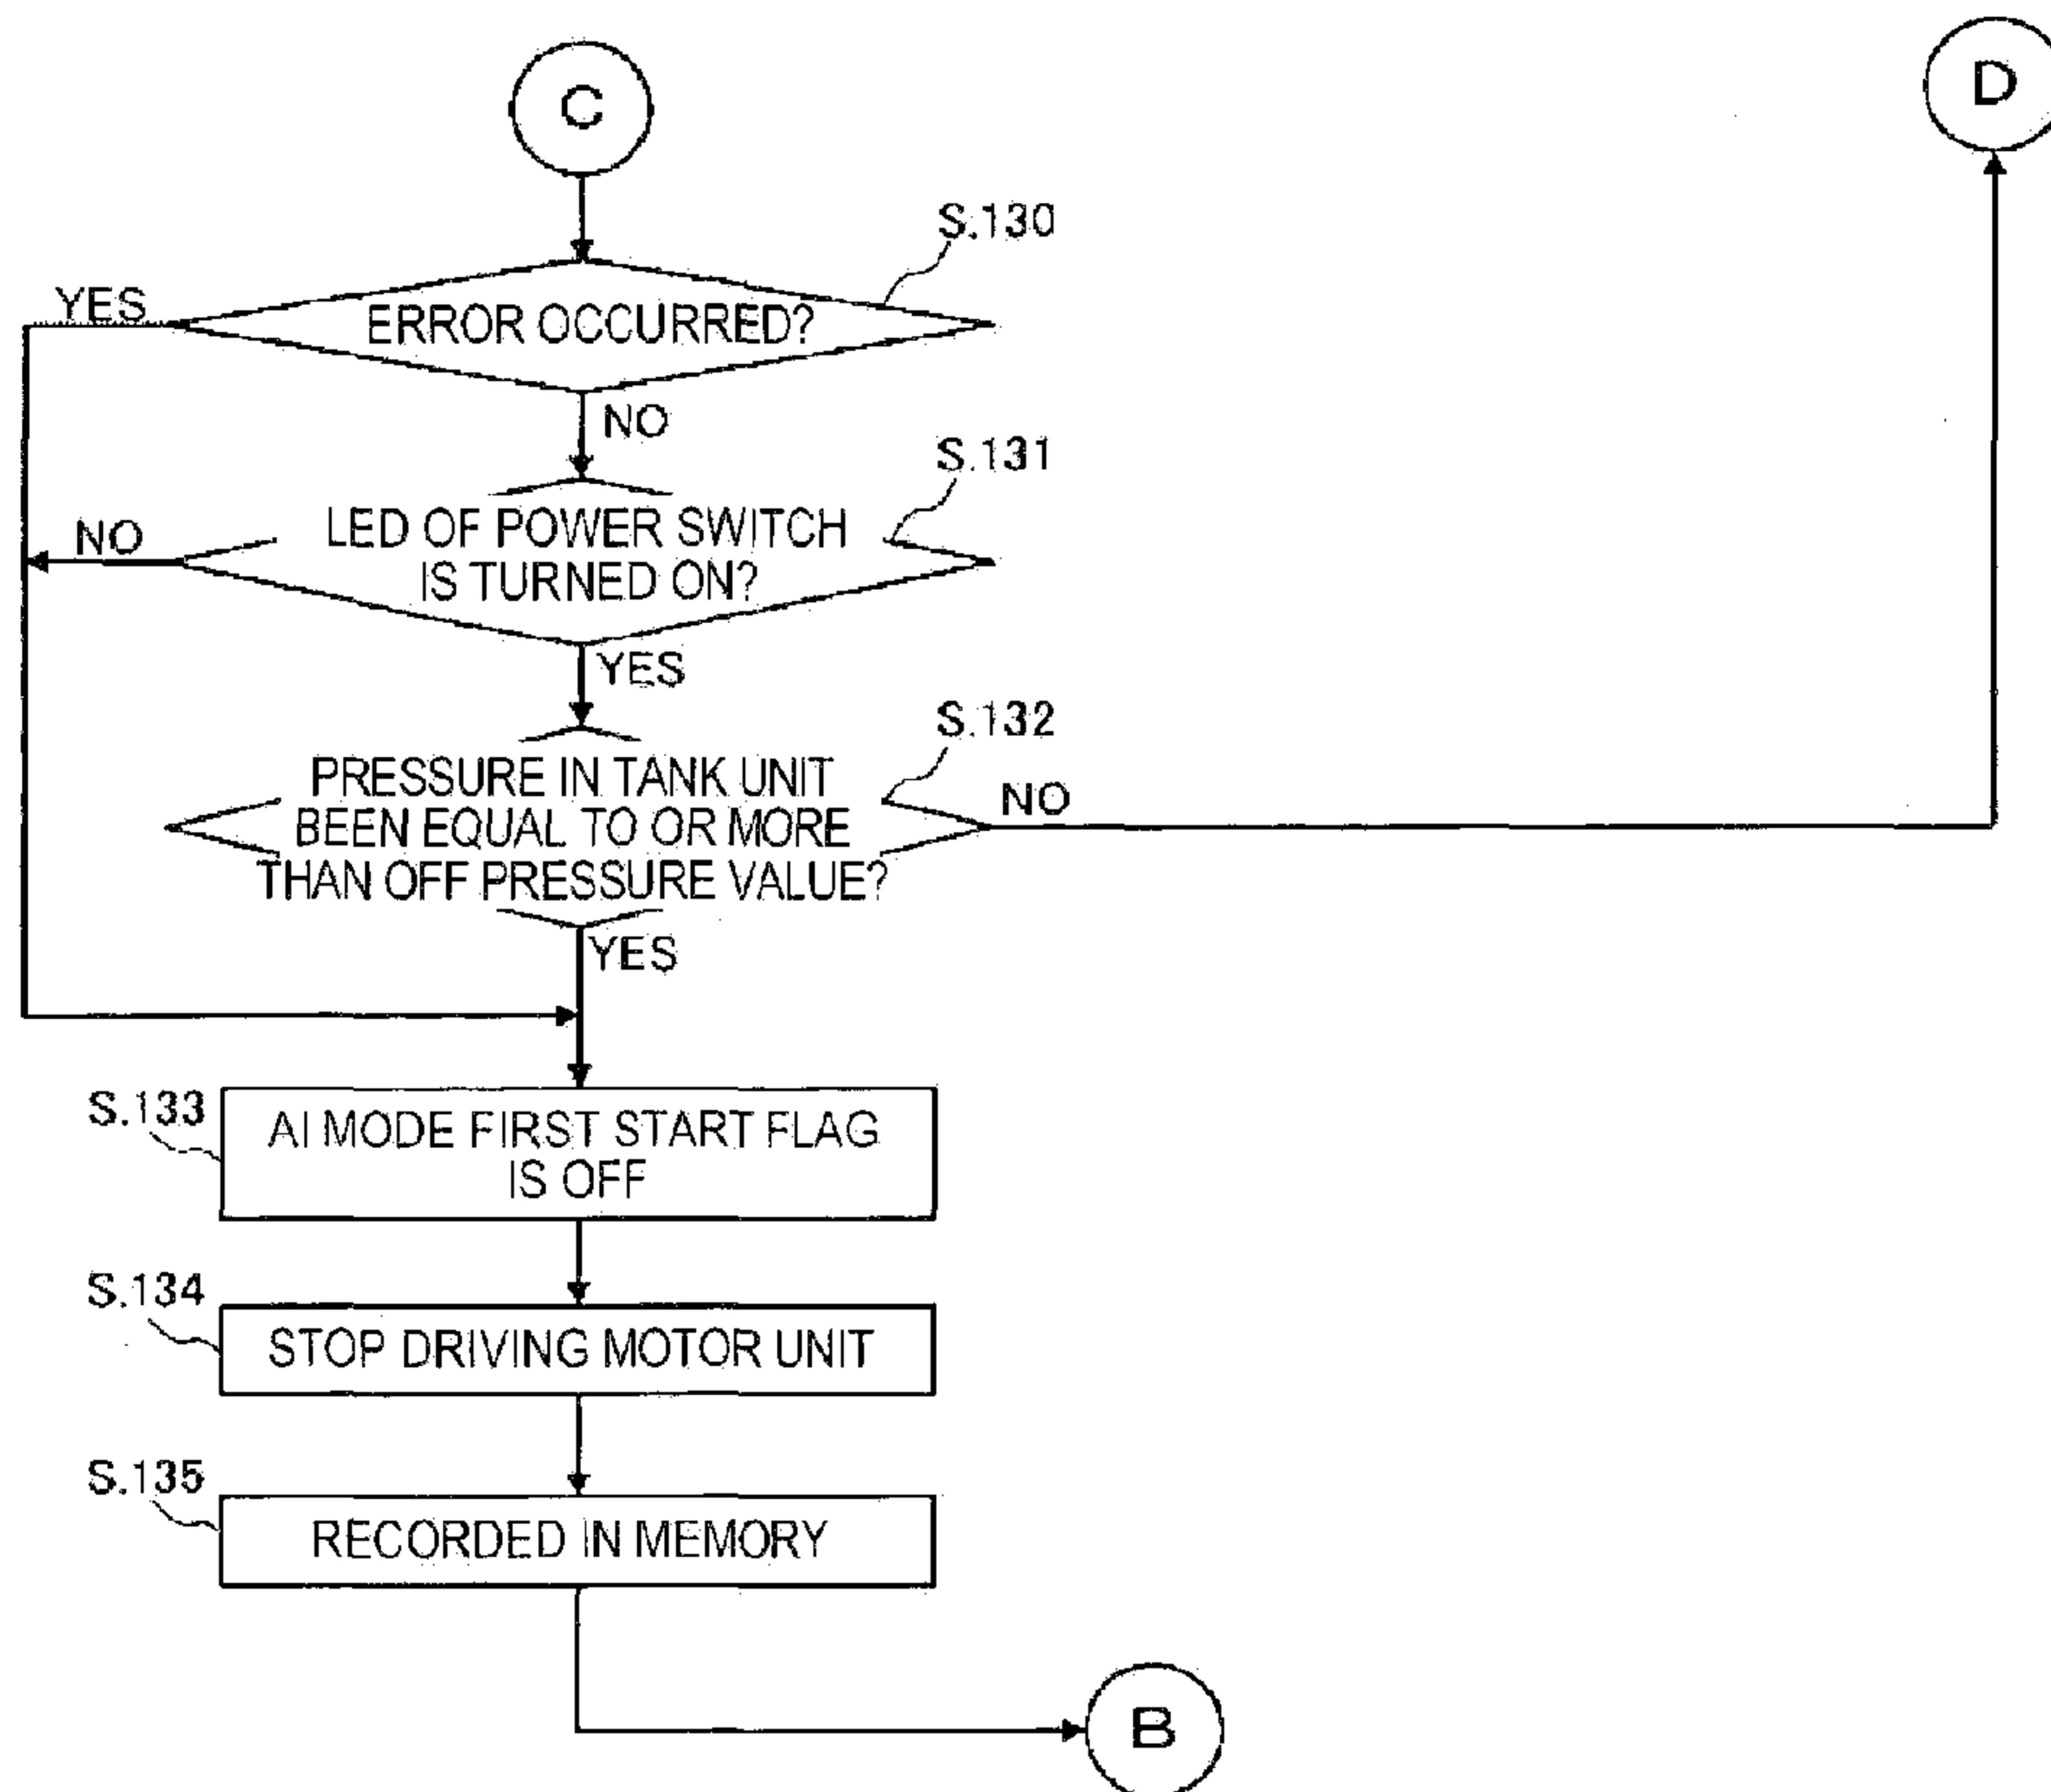 C
D
S.130
YES
ERROR OCCURRED?
NO
S.131
LED OF POWER SWITCH
IS TURNED ON?
NO
YES
S.132
PRESSURE IN TANK UNIT
BEEN EQUAL TO OR MORE
THAN OFF PRESSURE VALUE?
NO
YES
S.133
AI MODE FIRST START FLAG
IS OFF
S.134
STOP DRIVING MOTOR UNIT
S.135
RECORDED IN MEMORY
B